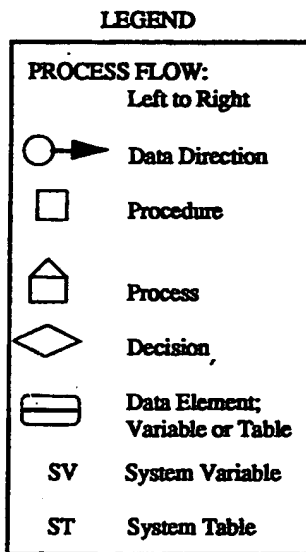 LEGEND
PROCESS FLOW:
Left to Right
Data Direction
Procedure
Process
Decision
Data Element;
Variable or Table
SV System Variable
ST System Table